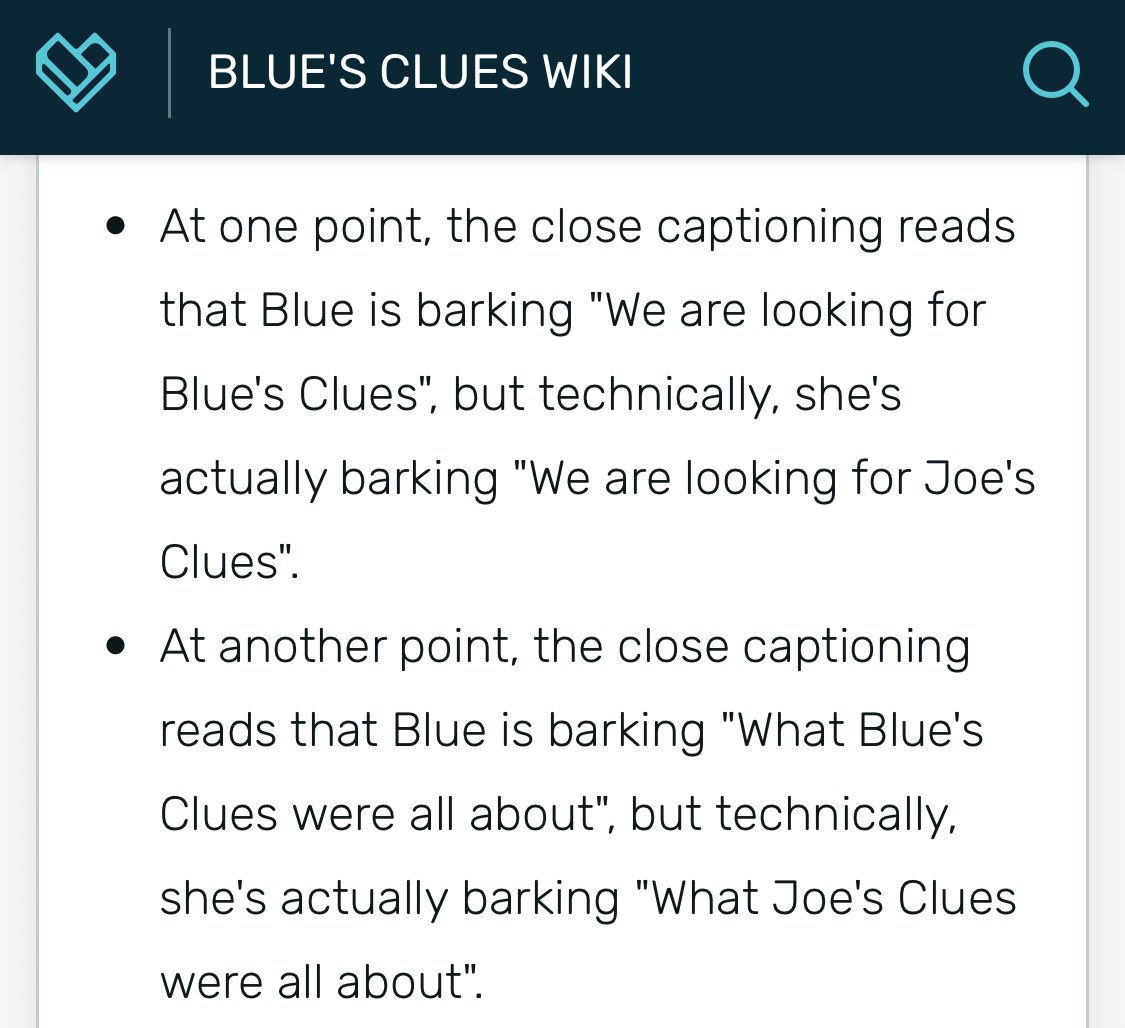 BLUE'S CLUES WIKI
• At one point, the close captioning reads
that Blue is barking "We are looking for
Blue's Clues", but technically, she's
actually barking "We are looking for Joe's
Clues".
• At another point, the close captioning
reads that Blue is barking "What Blue's
Clues were all about", but technically,
she's actually barking "What Joe's Clues
were all about".